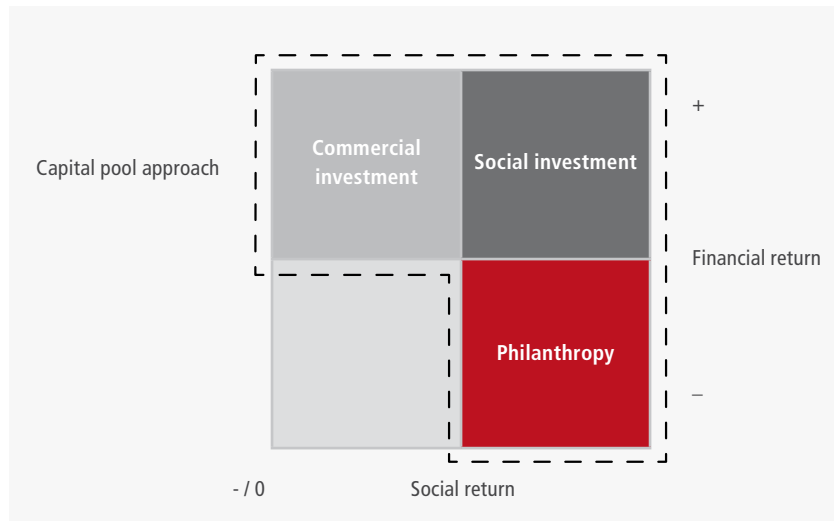 +
Commercial
investment
Social investment
Capital pool approach
Financial return
Philanthropy
–
- / 0
Social return